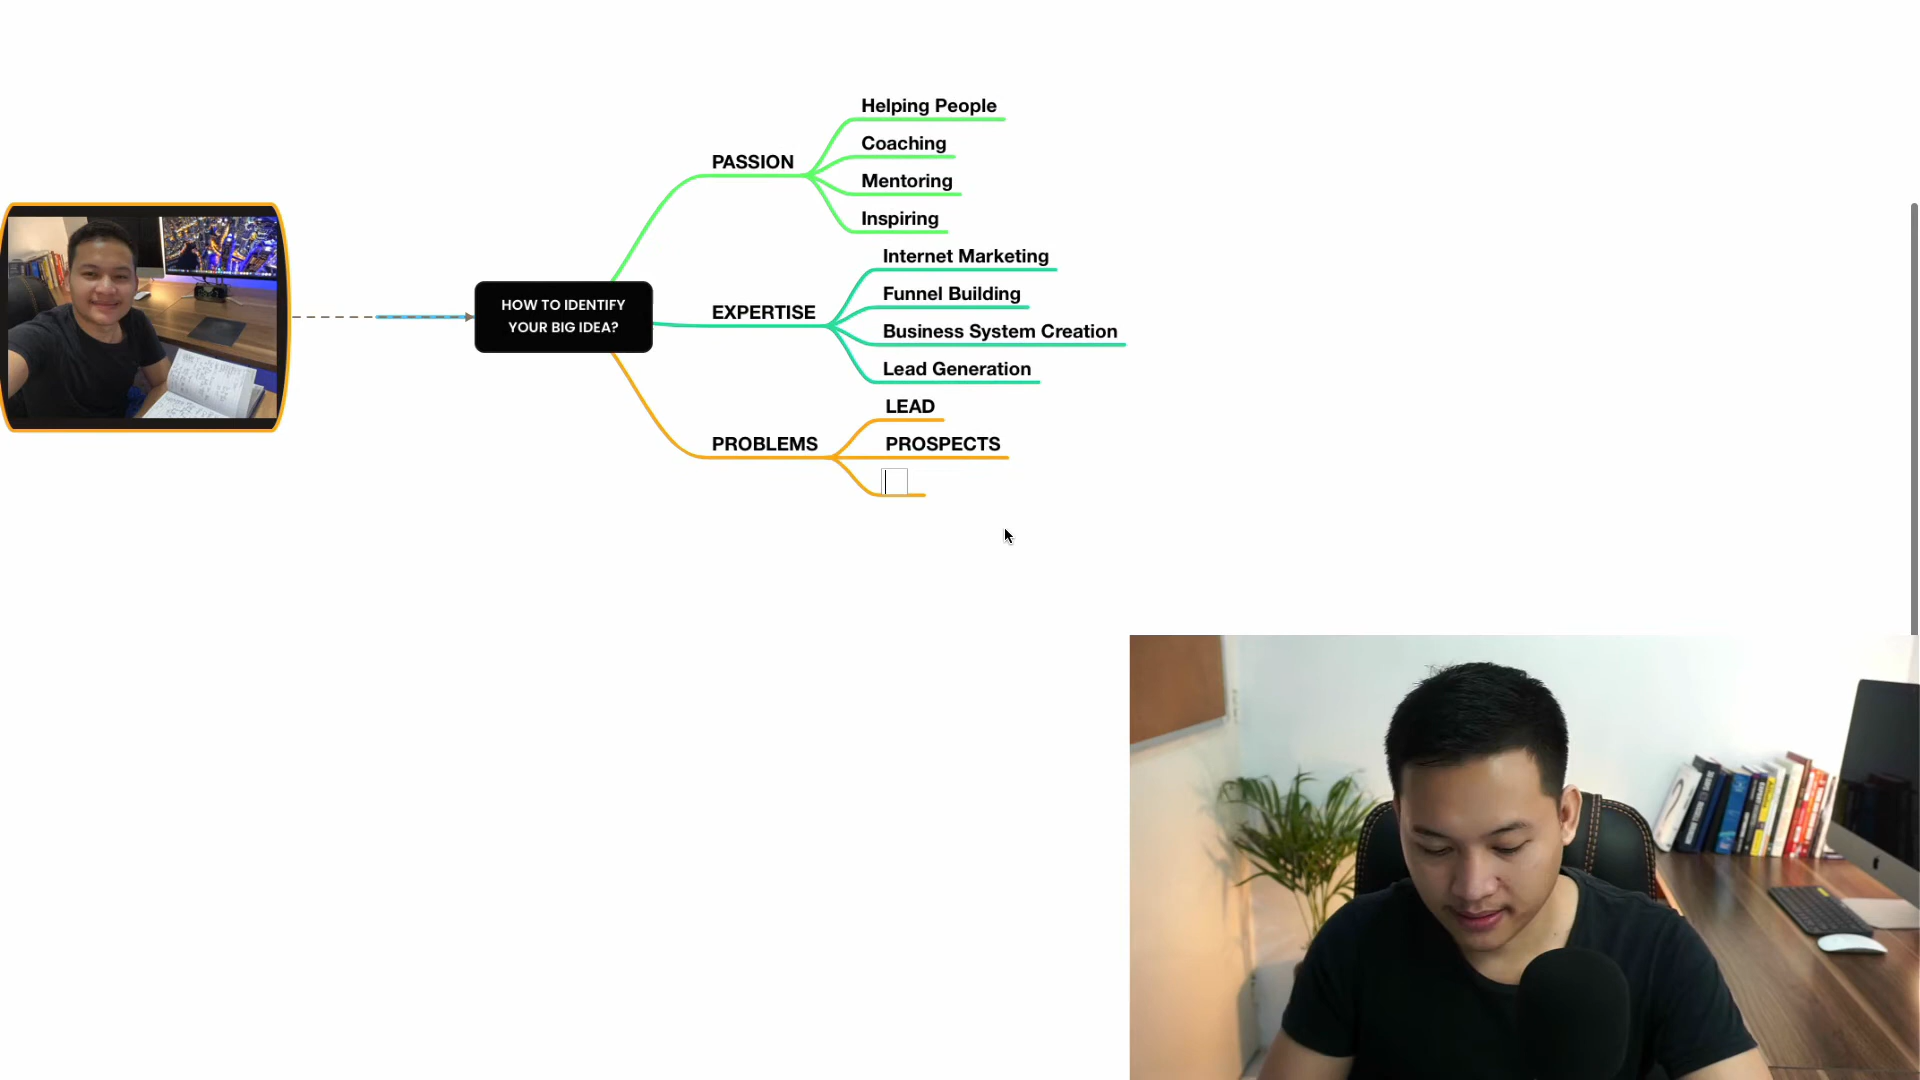 HOW TO IDENTIFY
YOUR BIG IDEA?
PASSION
Helping People
Coaching
Mentoring
Inspiring
EXPERTISE
Internet Marketing
Funnel Building
Business System Creation
Lead Generation
PROBLEMS
LEAD
PROSPECTS